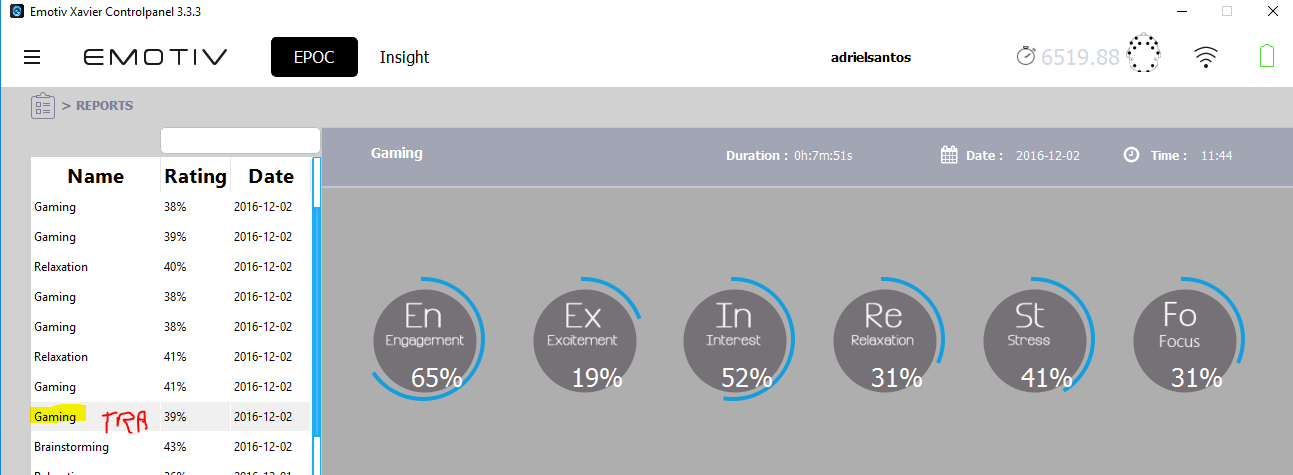 Emotiv Xavier Controlpanel 3.3.3
EMOTIV EPOC Insight adrielsantos 6519.88
> REPORTS
Gaming Duration : 0h:7m:51s Date : 2016-12-02 Time : 11:44
Name Rating Date
Gaming 38% 2016-12-02
Gaming 39% 2016-12-02
Relaxation 40% 2016-12-02
Gaming 38% 2016-12-02
Gaming 38% 2016-12-02
Relaxation 41% 2016-12-02
Gaming 41% 2016-12-02
Gaming TRA 39% 2016-12-02
Brainstorming 43% 2016-12-02
En
Engagement
65%
Ex
Excitement
19%
In
Interest
52%
Re
Relaxation
31%
St
Stress
41%
Fo
Focus
31%